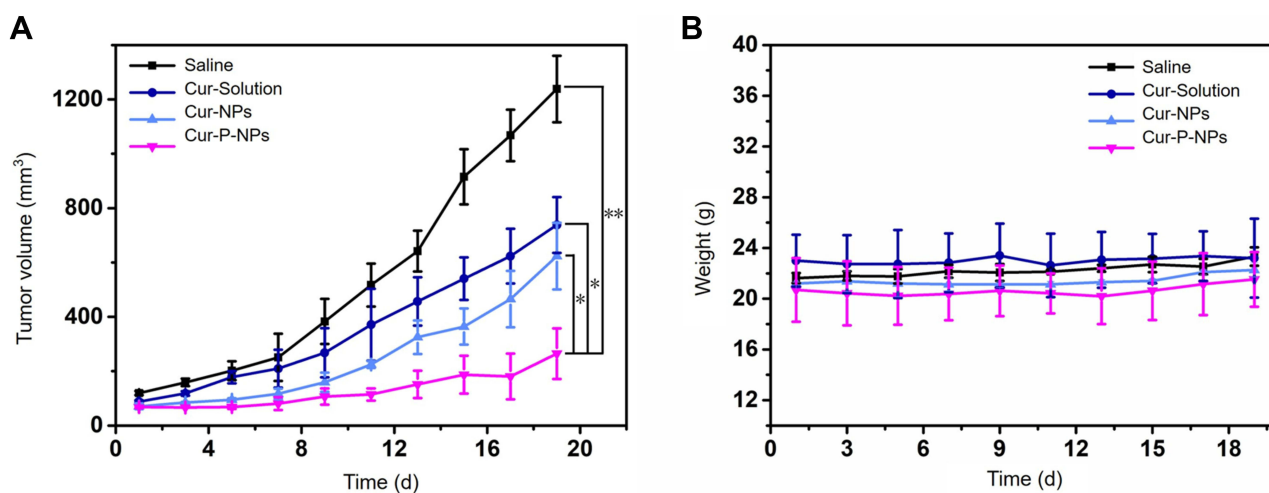 A
Tumor volume (mm³)
1200
800
400
0
Saline
Cur-Solution
Cur-NPs
Cur-P-NPs
**
*
*
0 4 8 12 16 20
Time (d)
B
Weight (g)
40
36
32
28
24
20
16
12
Saline
Cur-Solution
Cur-NPs
Cur-P-NPs
0 3 6 9 13 15 18
Time (d)